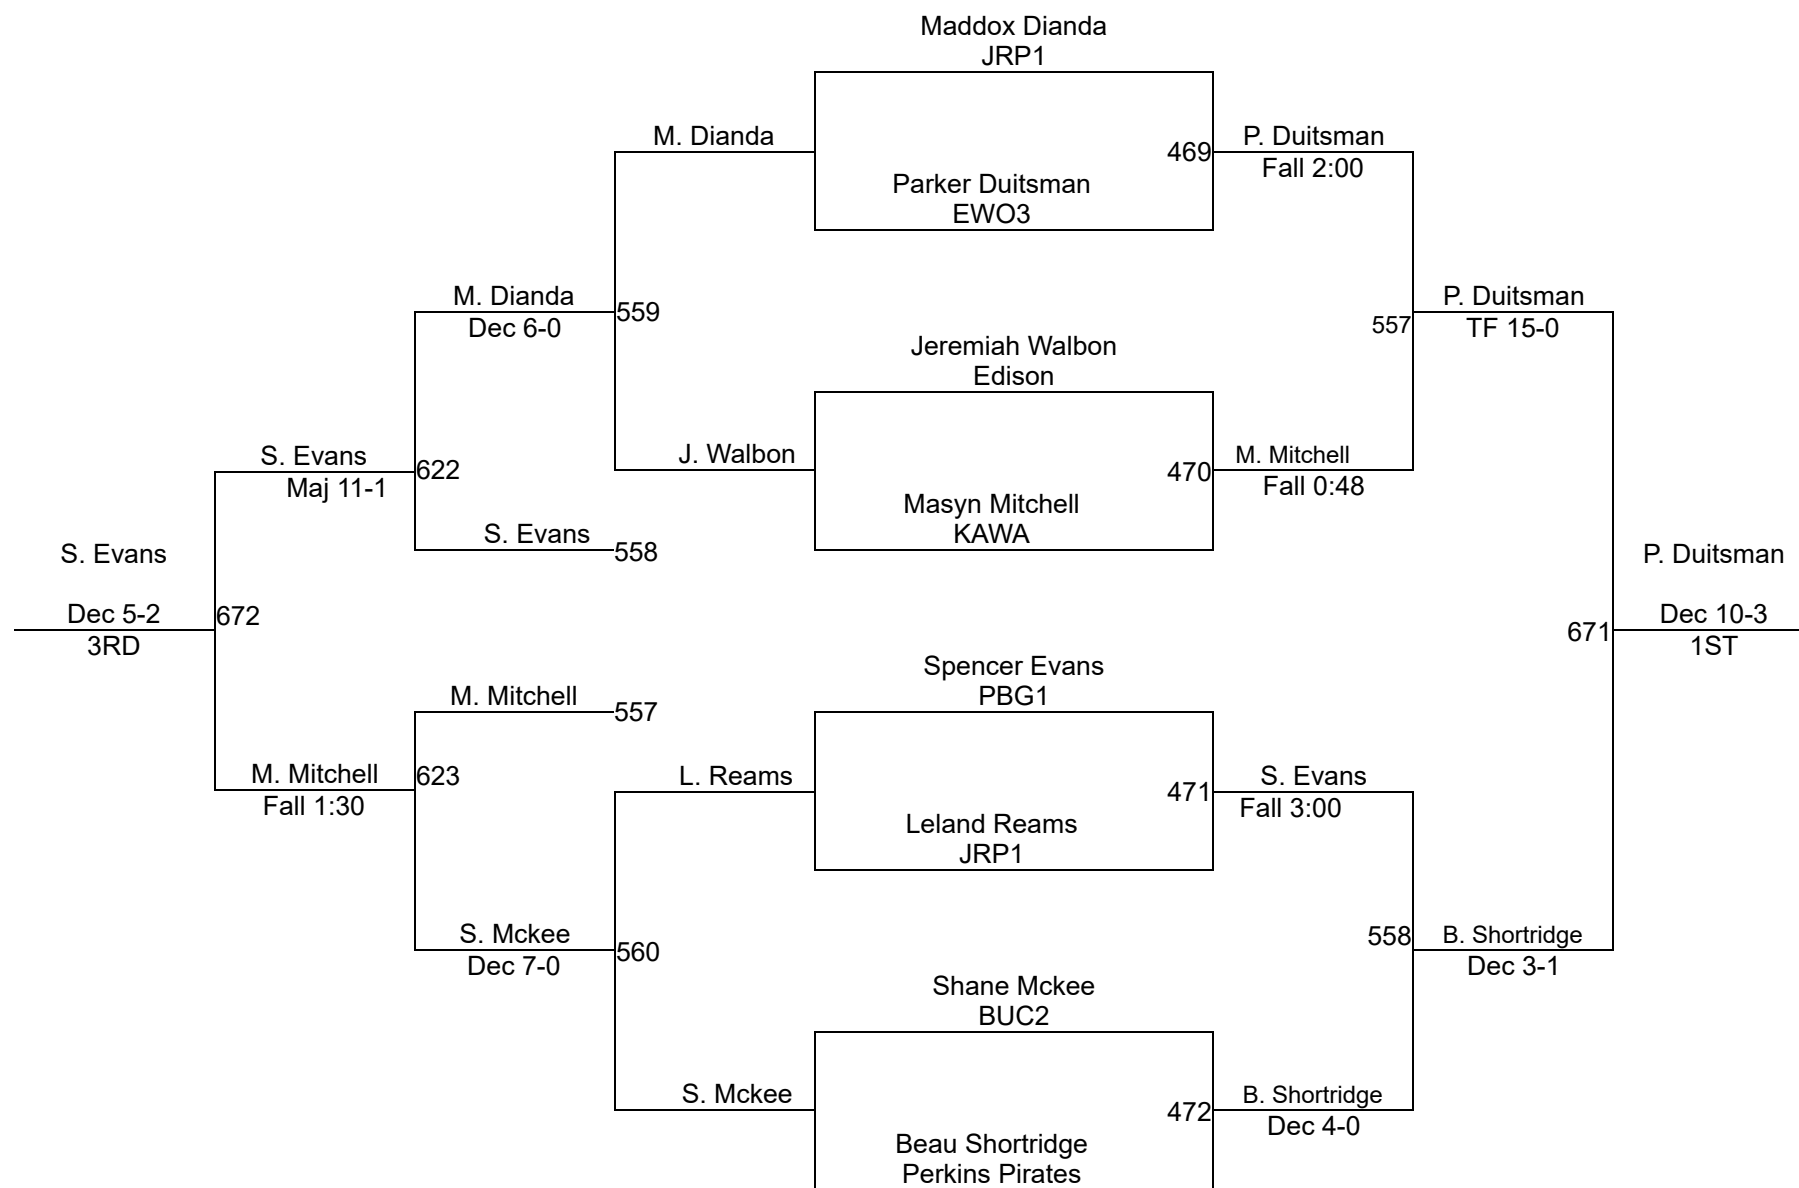 Maddox Dianda
JRP1
M. Dianda
469
P. Duitsman
Fall 2:00
Parker Duitsman
EWO3
M. Dianda
Dec 6-0
559
557
P. Duitsman
TF 15-0
Jeremiah Walbon
Edison
S. Evans
Maj 11-1
622
J. Walbon
470
M. Mitchell
Fall 0:48
Masyn Mitchell
KAWA
S. Evans
558
S. Evans
Dec 5-2
3RD
672
671
P. Duitsman
Dec 10-3
1ST
Spencer Evans
PBG1
M. Mitchell
557
M. Mitchell
Fall 1:30
623
L. Reams
471
S. Evans
Fall 3:00
Leland Reams
JRP1
S. Mckee
Dec 7-0
560
558
B. Shortridge
Dec 3-1
Shane Mckee
BUC2
S. Mckee
472
B. Shortridge
Dec 4-0
Beau Shortridge
Perkins Pirates